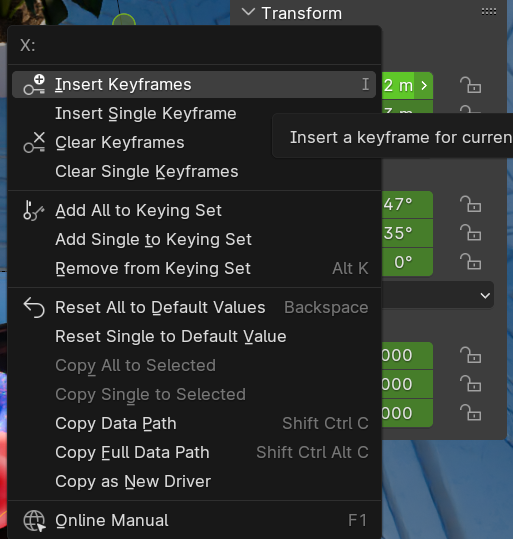 Transform
X:
Insert Keyframes I
2 m
Insert Single Keyframe
Clear Keyframes
Insert a keyframe for curren
Clear Single Keyframes
Add All to Keying Set
47°
Add Single to Keying Set
35°
Remove from Keying Set Alt K
0°
Reset All to Default Values Backspace
Reset Single to Default Value
Copy All to Selected
000
Copy Single to Selected
000
Copy Data Path Shift Ctrl C
000
Copy Full Data Path Shift Ctrl Alt C
Copy as New Driver
Online Manual F1